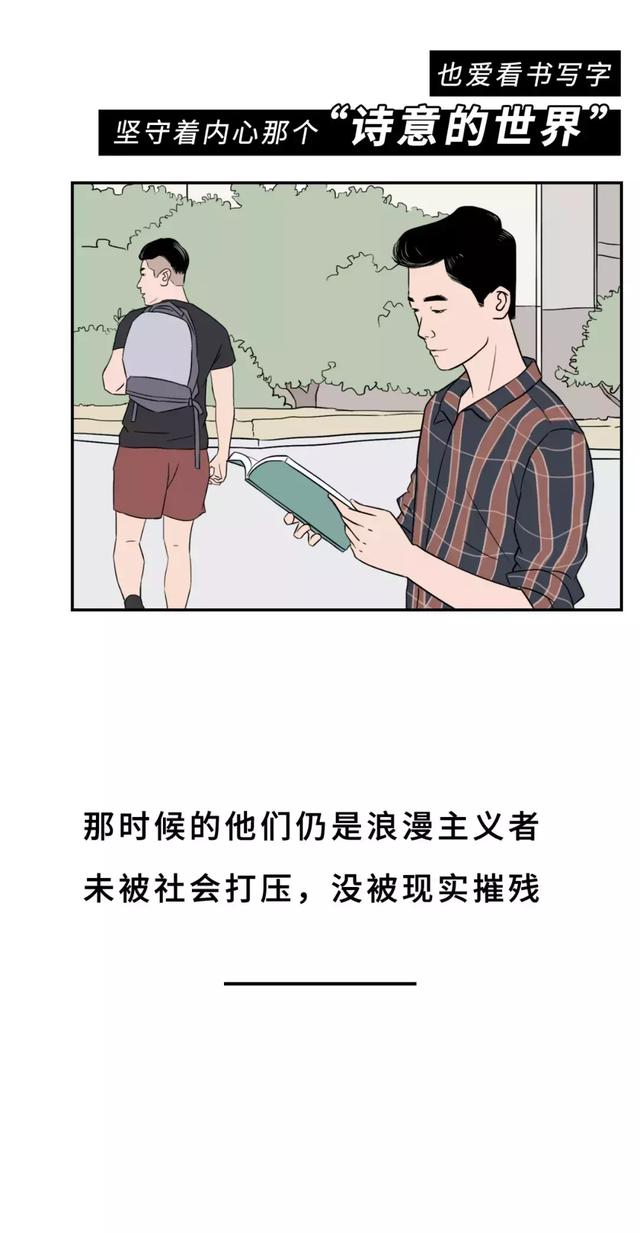 也爱看书写字
坚守着内心那个“诗意的世界”
那时候的他们仍是浪漫主义者
未被社会打压，没被现实摧残